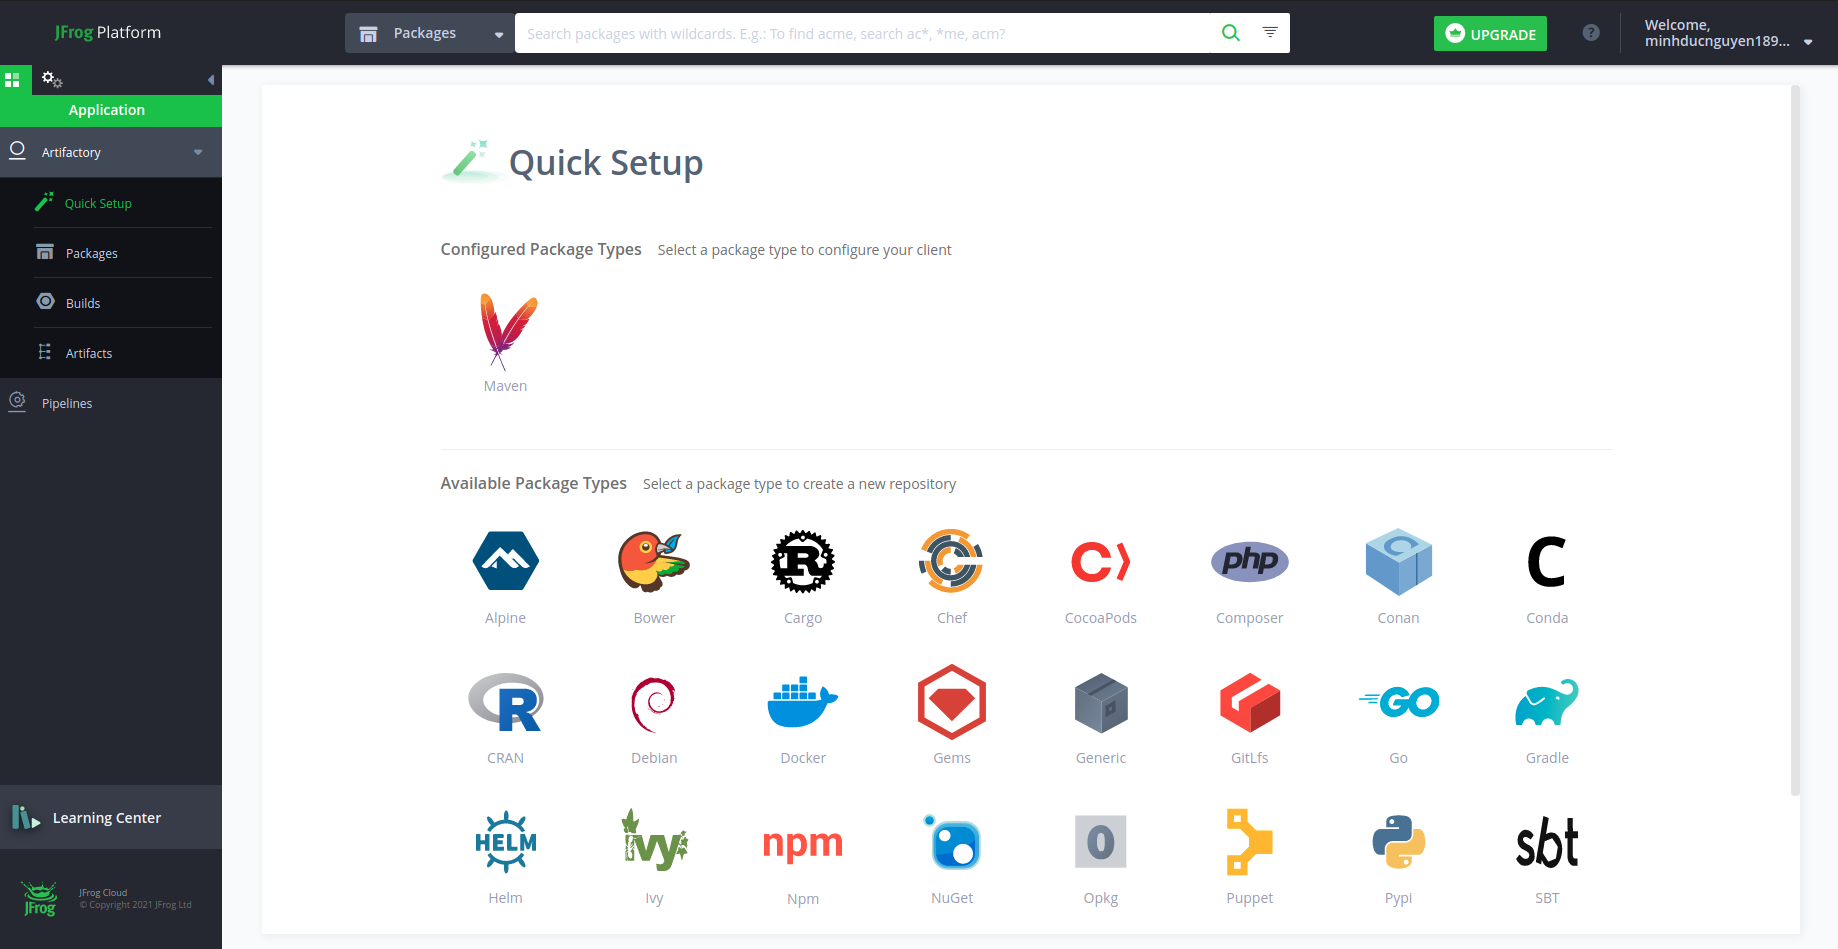 JFrog Platform
Packages
Search packages with wildcards. E.g.: To find acme, search ac*, *me, acm?
UPGRADE
?
Welcome,
minhducnguyen189...
Application
Artifactory
Quick Setup
Packages
Builds
Artifacts
Pipelines
Learning Center
JFrog
JFrog Cloud
© Copyright 2021 JFrog Ltd
Quick Setup
Configured Package Types Select a package type to configure your client
Maven
Available Package Types Select a package type to create a new repository
R
C
php
C
Alpine Bower Cargo Chef CocoaPods Composer Conan Conda
R
GO
CRAN Debian Docker Gems Generic GitLfs Go Gradle
HELM
ivy
npm
0
sbt
Helm Ivy Npm NuGet Opkg Puppet Pypi SBT